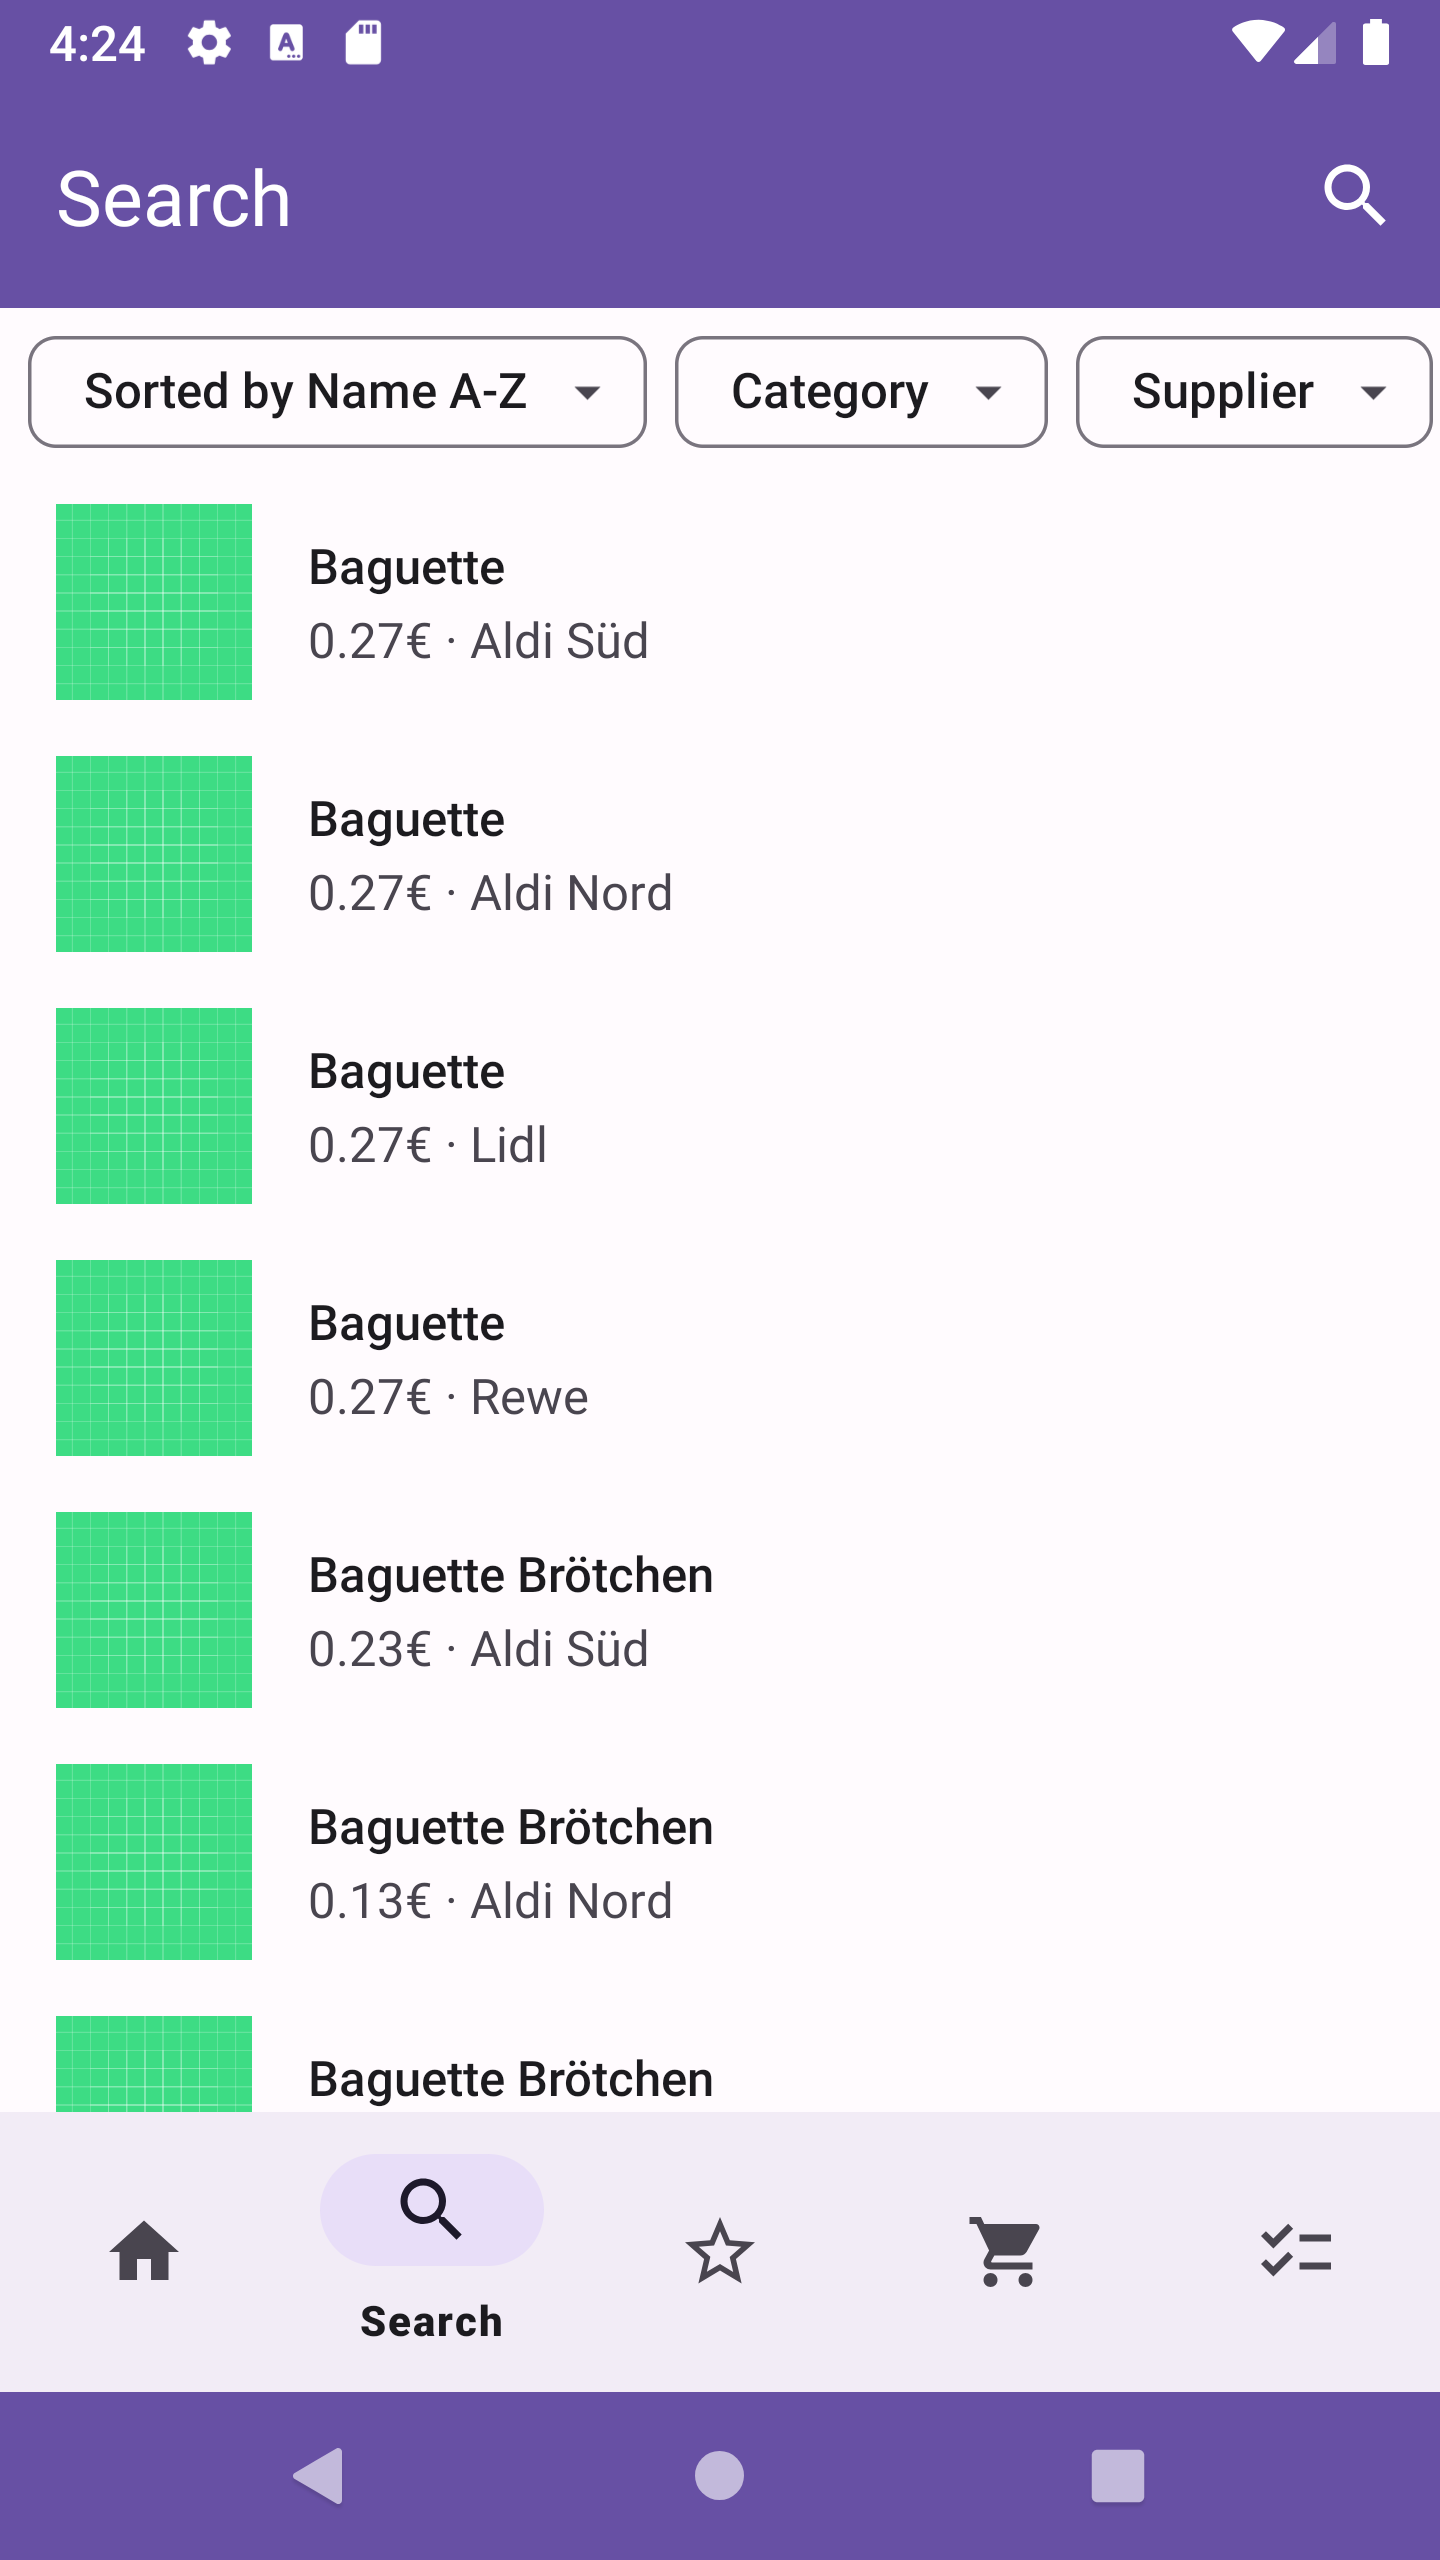 4:24
Search
Sorted by Name A-Z
Category
Supplier
Baguette
0.27€ · Aldi Süd
Baguette
0.27€ · Aldi Nord
Baguette
0.27€ · Lidl
Baguette
0.27€ · Rewe
Baguette Brötchen
0.23€ · Aldi Süd
Baguette Brötchen
0.13€ · Aldi Nord
Baguette Brötchen
Search